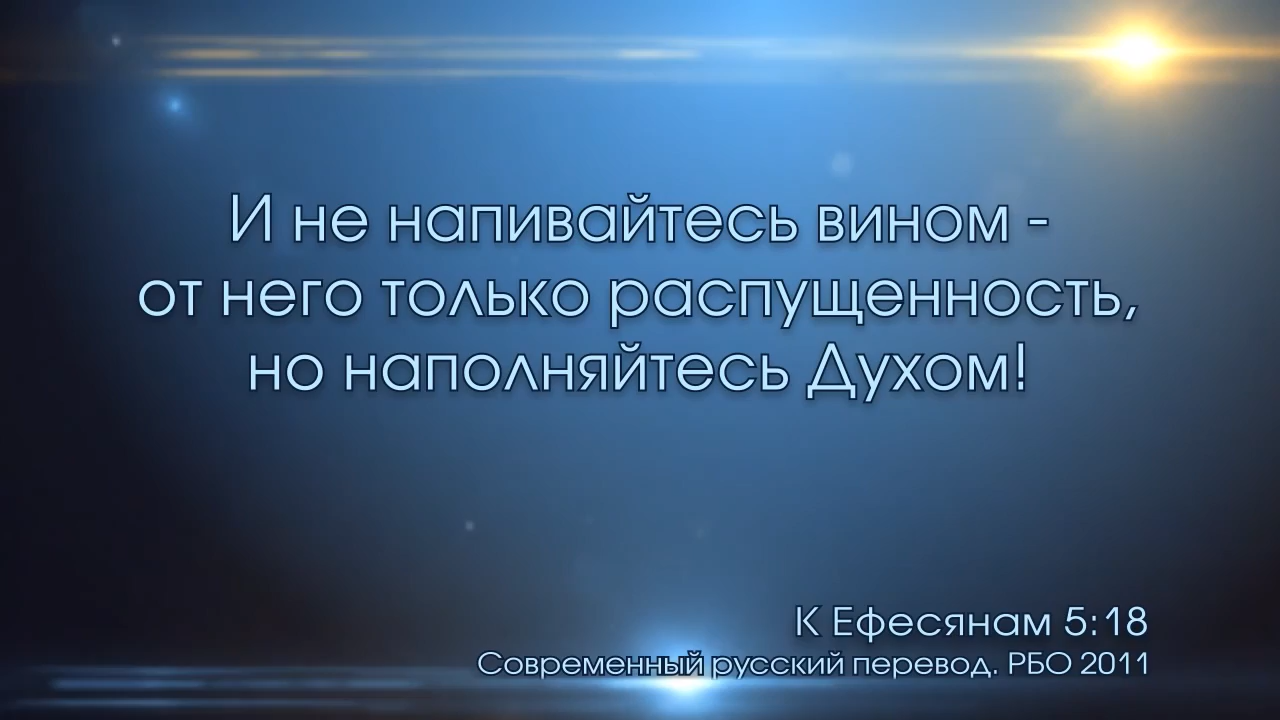 И не напивайтесь вином -
от него только распущенность,
но наполняйтесь Духом!
К Ефесянам 5:18
Современный русский перевод. РБО 2011